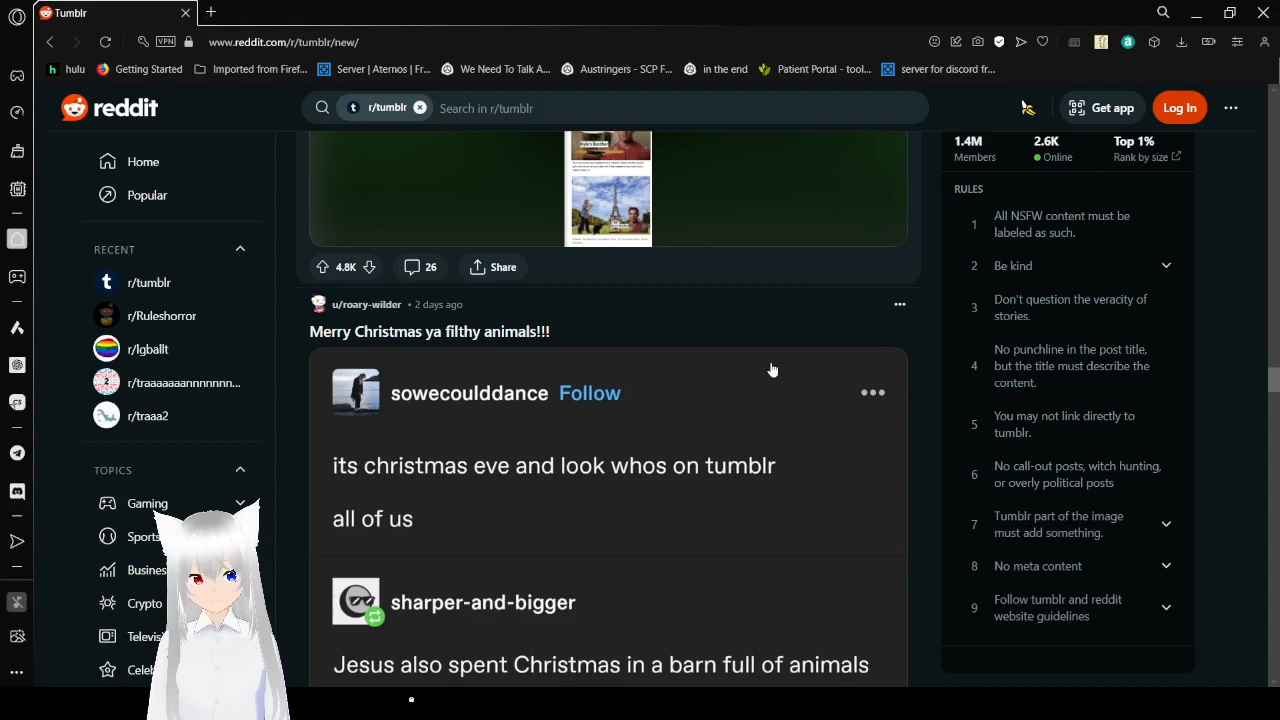 Tumblr
VPN
www.reddit.com/r/tumblr/new/
hulu
Getting Started
Imported from Firef...
Server | Aternos | Fr...
We Need To Talk A...
Austringers - SCP F...
in the end
Patient Portal - tool...
server for discord fr...
reddit
r/tumblr
Search in r/tumblr
Get app
Log In
Home
Popular
RECENT
r/tumblr
r/Ruleshorror
r/lgballt
r/traaaaaaannnnnnn...
r/traaa2
TOPICS
Gaming
Sports
Busines
Crypto
Televisi
Celeb
4.8K
26
Share
u/roary-wilder • 2 days ago
Merry Christmas ya filthy animals!!!
sowecoulddance Follow
its christmas eve and look whos on tumblr
all of us
sharper-and-bigger
Jesus also spent Christmas in a barn full of animals
1.4M
Members
2.6K
Online
Top 1%
Rank by size
RULES
1 All NSFW content must be
labeled as such.
2 Be kind
3 Don't question the veracity of
stories.
4 No punchline in the post title,
but the title must describe the
content.
5 You may not link directly to
tumblr.
6 No call-out posts, witch hunting,
or overly political posts
7 Tumblr part of the image
must add something.
8 No meta content
9 Follow tumblr and reddit
website guidelines